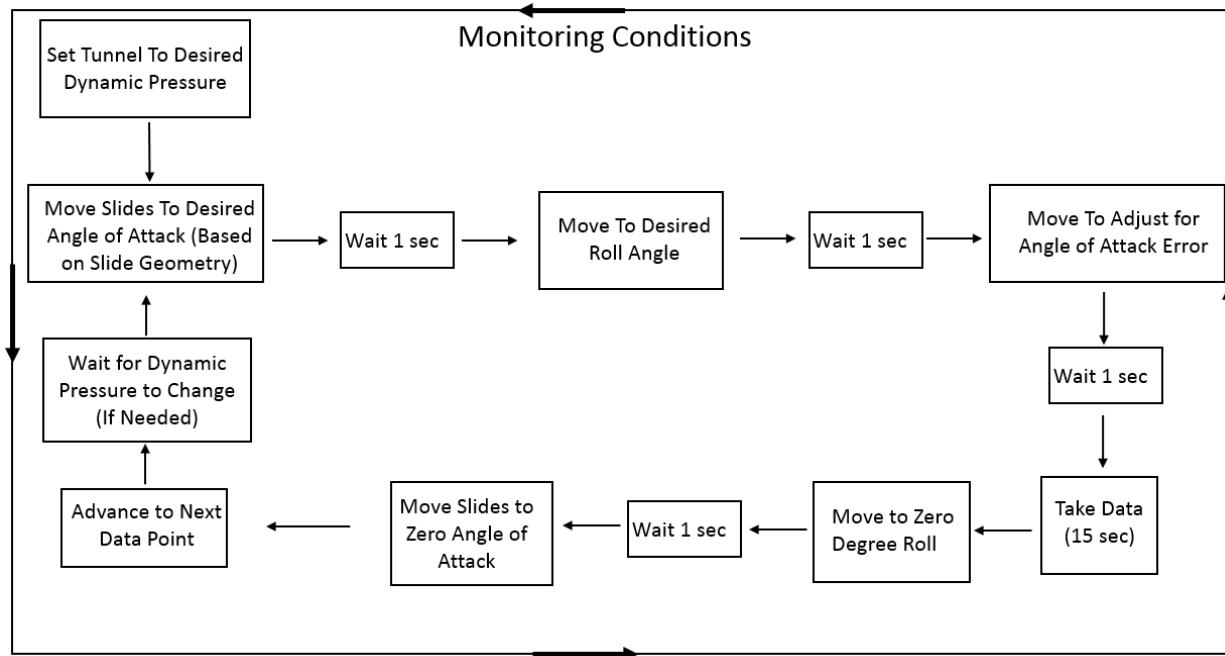 Monitoring Conditions
Set Tunnel To Desired
Dynamic Pressure
Move Slides To Desired
Angle of Attack (Based
on Slide Geometry)
Wait 1 sec
Move To Desired
Roll Angle
Wait 1 sec
Move To Adjust for
Angle of Attack Error
Wait 1 sec
Take Data
(15 sec)
Move to Zero
Degree Roll
Wait 1 sec
Move Slides to
Zero Angle of
Attack
Advance to Next
Data Point
Wait for Dynamic
Pressure to Change
(If Needed)